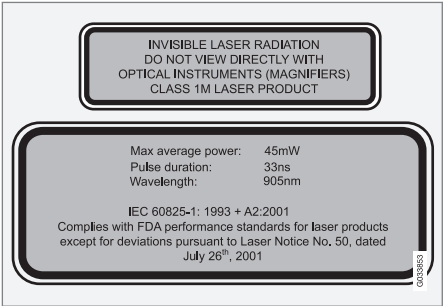 INVISIBLE LASER RADIATION
DO NOT VIEW DIRECTLY WITH
OPTICAL INSTRUMENTS (MAGNIFIERS)
CLASS 1M LASER PRODUCT
Max average power: 45mW
Pulse duration: 33ns
Wavelength: 905nm
IEC 60825-1: 1993 + A2:2001
Complies with FDA performance standards for laser products
except for deviations pursuant to Laser Notice No. 50, dated
July 26th, 2001
G033853